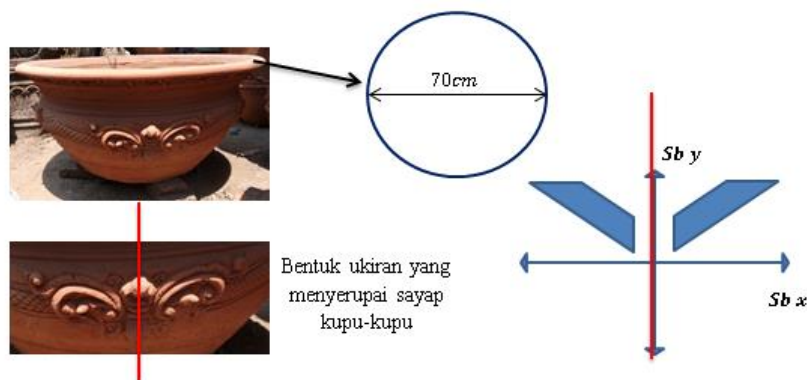 70cm
Sb y
Bentuk ukiran yang
menyerupai sayap
kupu-kupu
Sb x